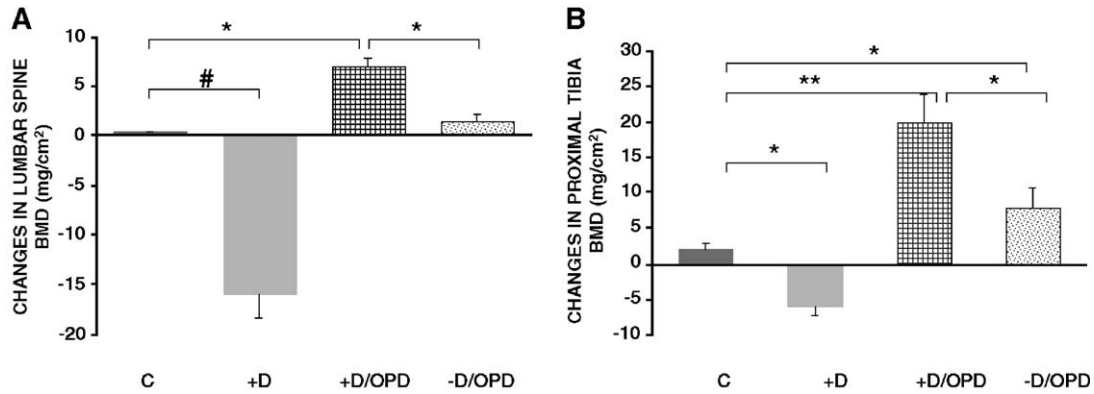 A
CHANGES IN LUMBAR SPINE
BMD (mg/cm²)
10
5
0
-5
-10
-15
-20
*
*
#
C
+D
+D/OPD
-D/OPD
B
CHANGES IN PROXIMAL TIBIA
BMD (mg/cm²)
30
25
20
15
10
5
0
-5
-10
*
**
*
*
C
+D
+D/OPD
-D/OPD